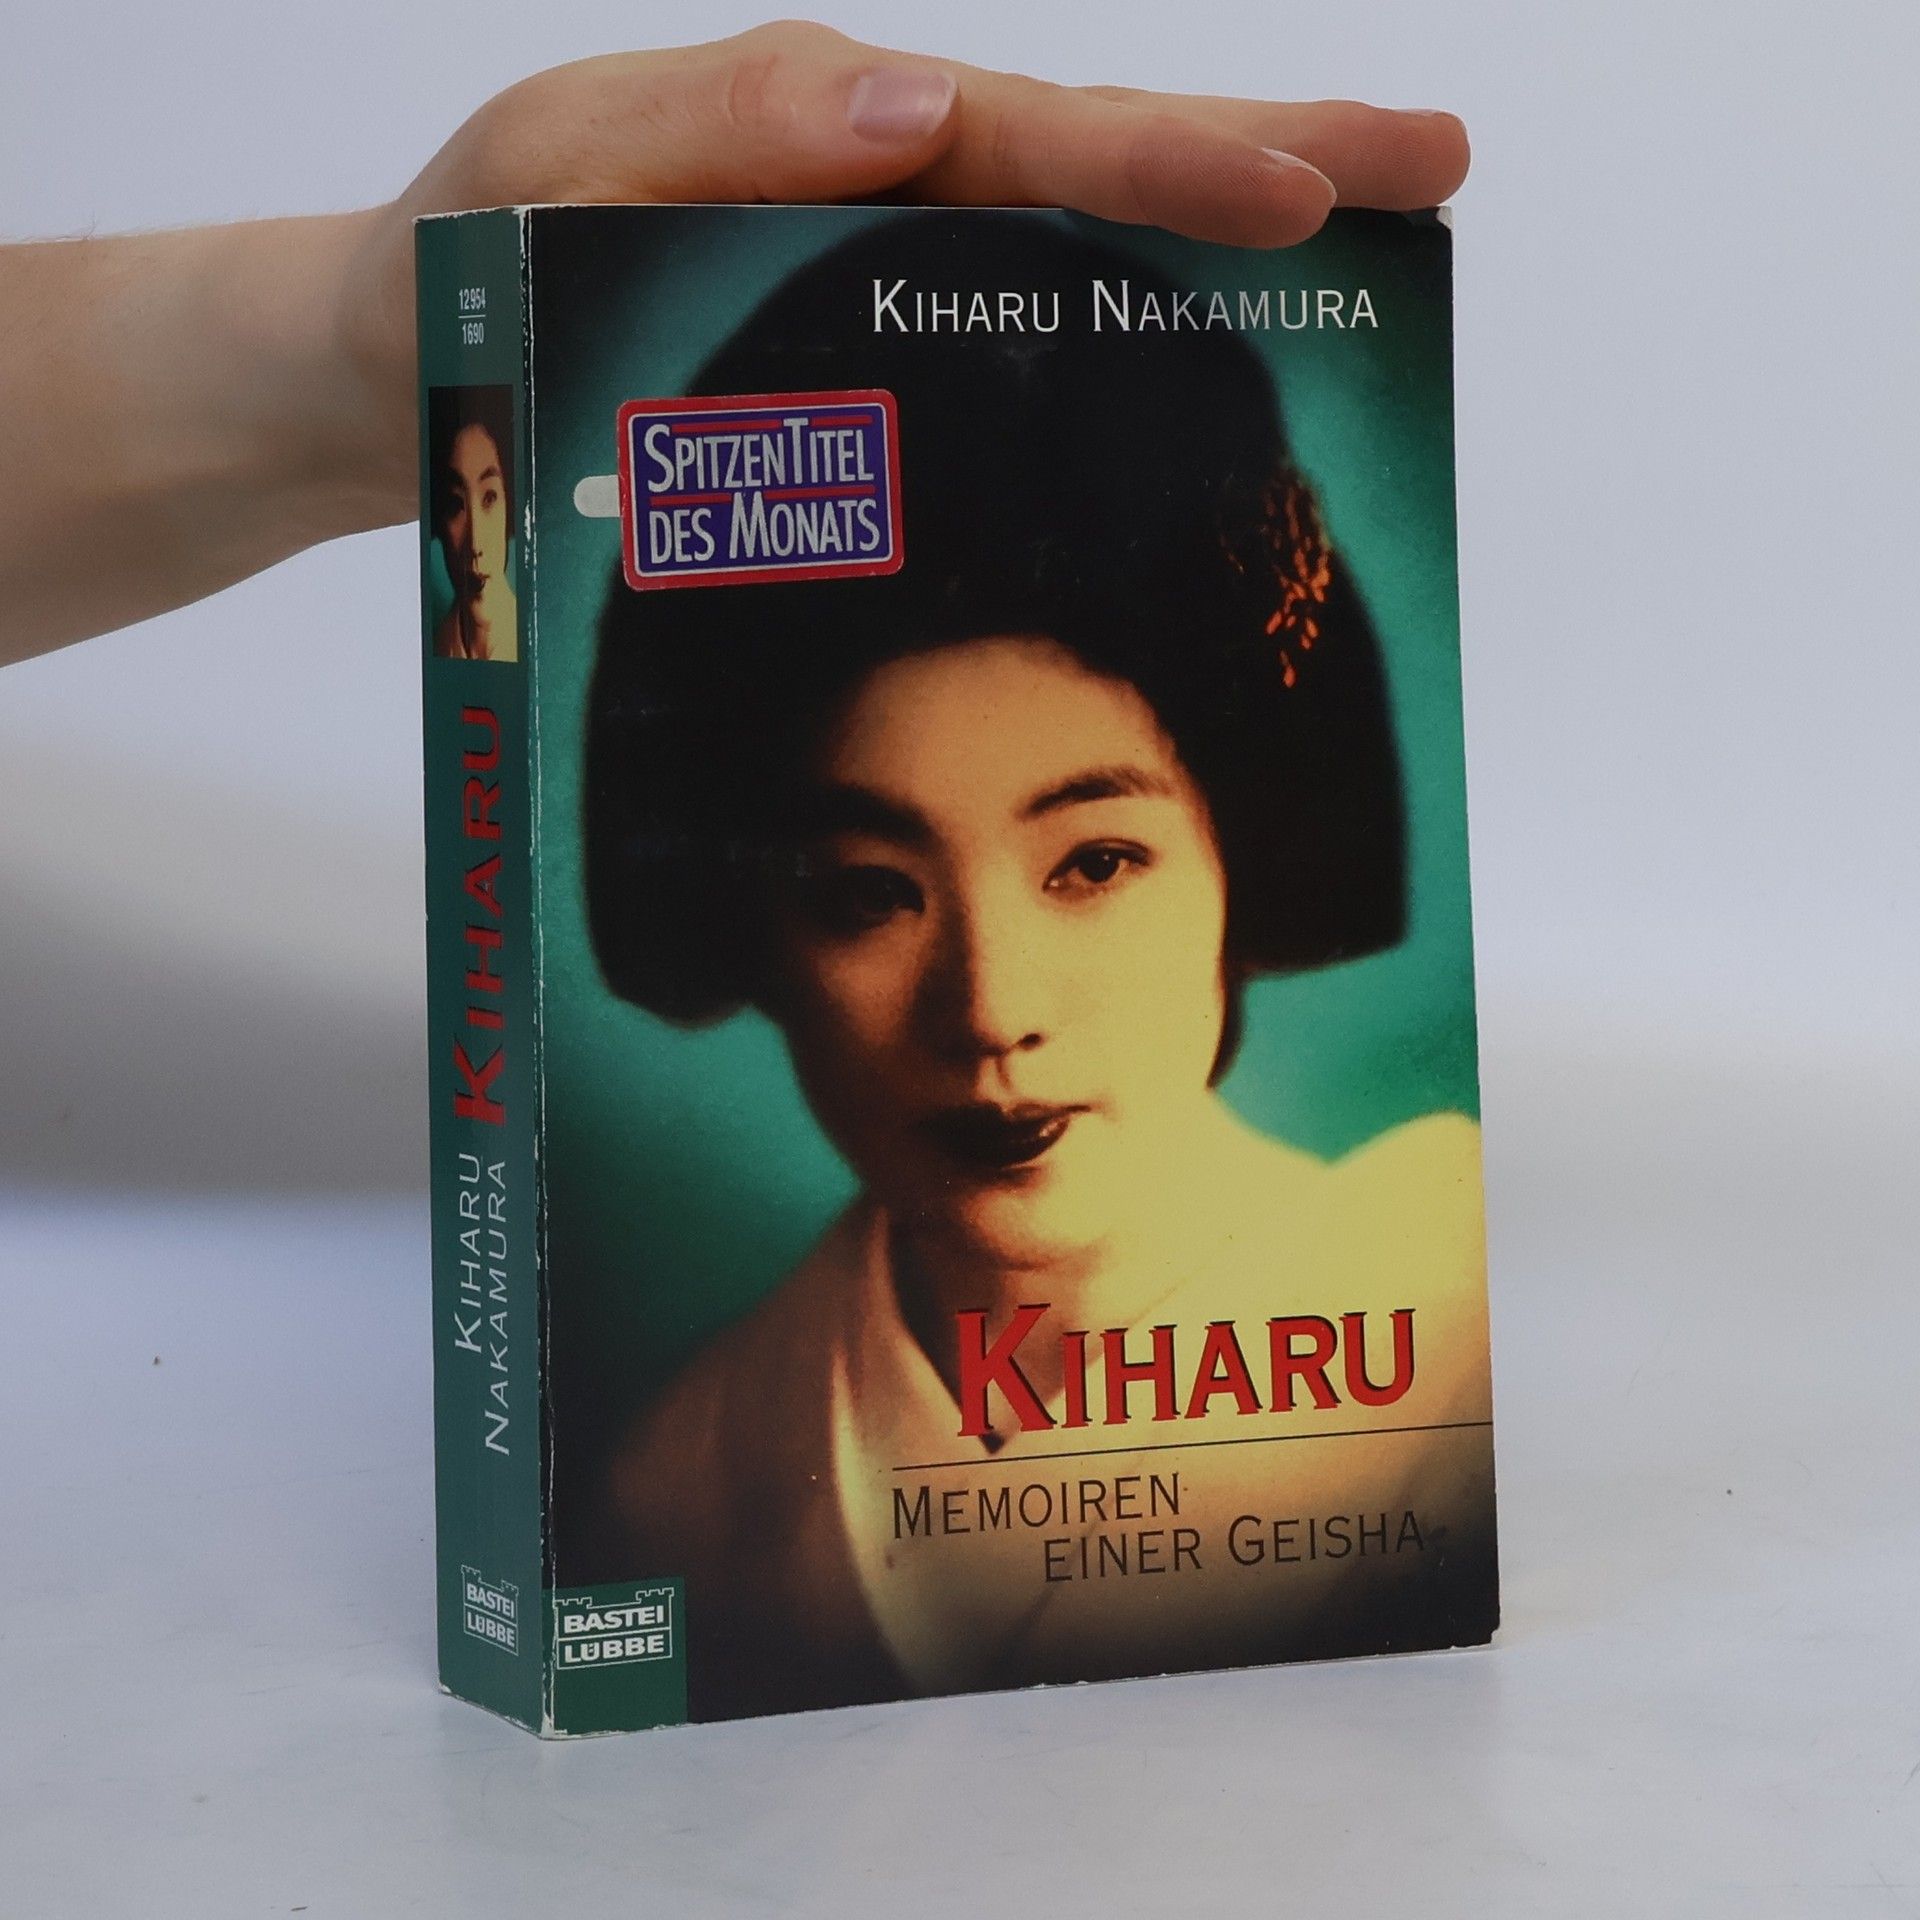 12954
1690
KIHARU
KIHARU
NAKAMURA
BASTEI
LÜBBE
KIHARU NAKAMURA
SPITZENTITEL
DES MONATS
KIHARU
MEMOIREN
EINER GEISHA
BASTEI
LÜBBE